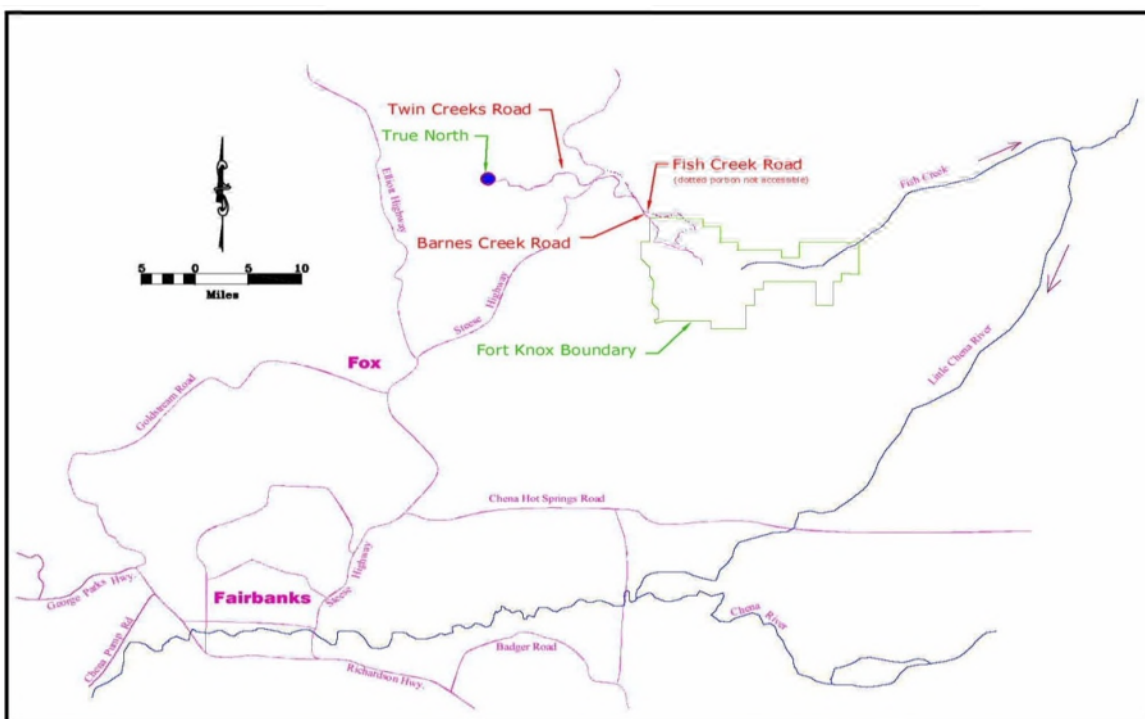 Twin Creeks Road
True North
Elliott Highway
Fish Creek Road
(dotted portion not accessible)
Fish Creek
Barnes Creek Road
5 0 5 10
Miles
Steese Highway
Fort Knox Boundary
Fox
Little Chena River
Goldstream Road
Chena Hot Springs Road
Steese Highway
George Parks Hwy.
Fairbanks
Chena Pump Rd
Chena River
Badger Road
Richardson Hwy.